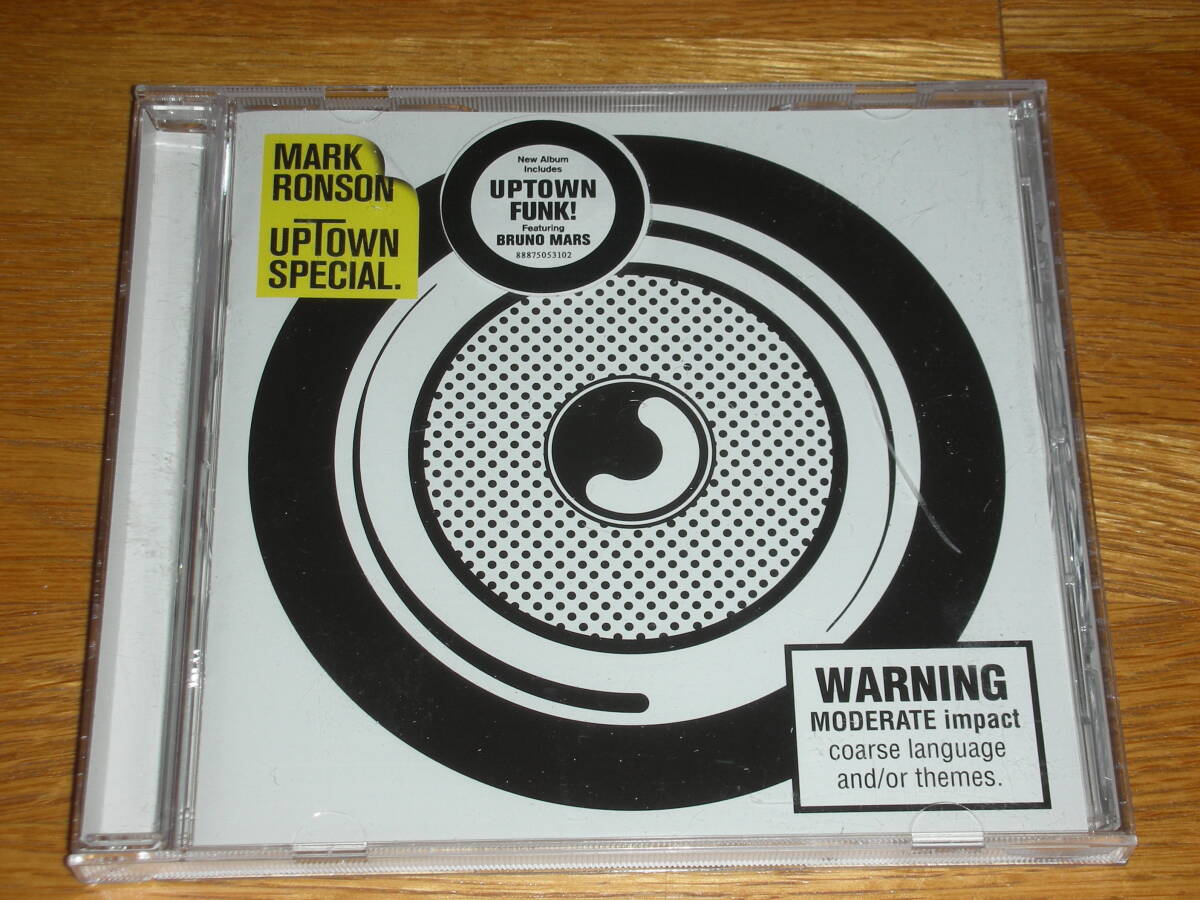 MARK
RONSON
UPTOWN
SPECIAL.
New Album
Includes
UPTOWN
FUNK!
Featuring
BRUNO MARS
88875053102
WARNING
MODERATE impact
coarse language
and/or themes.